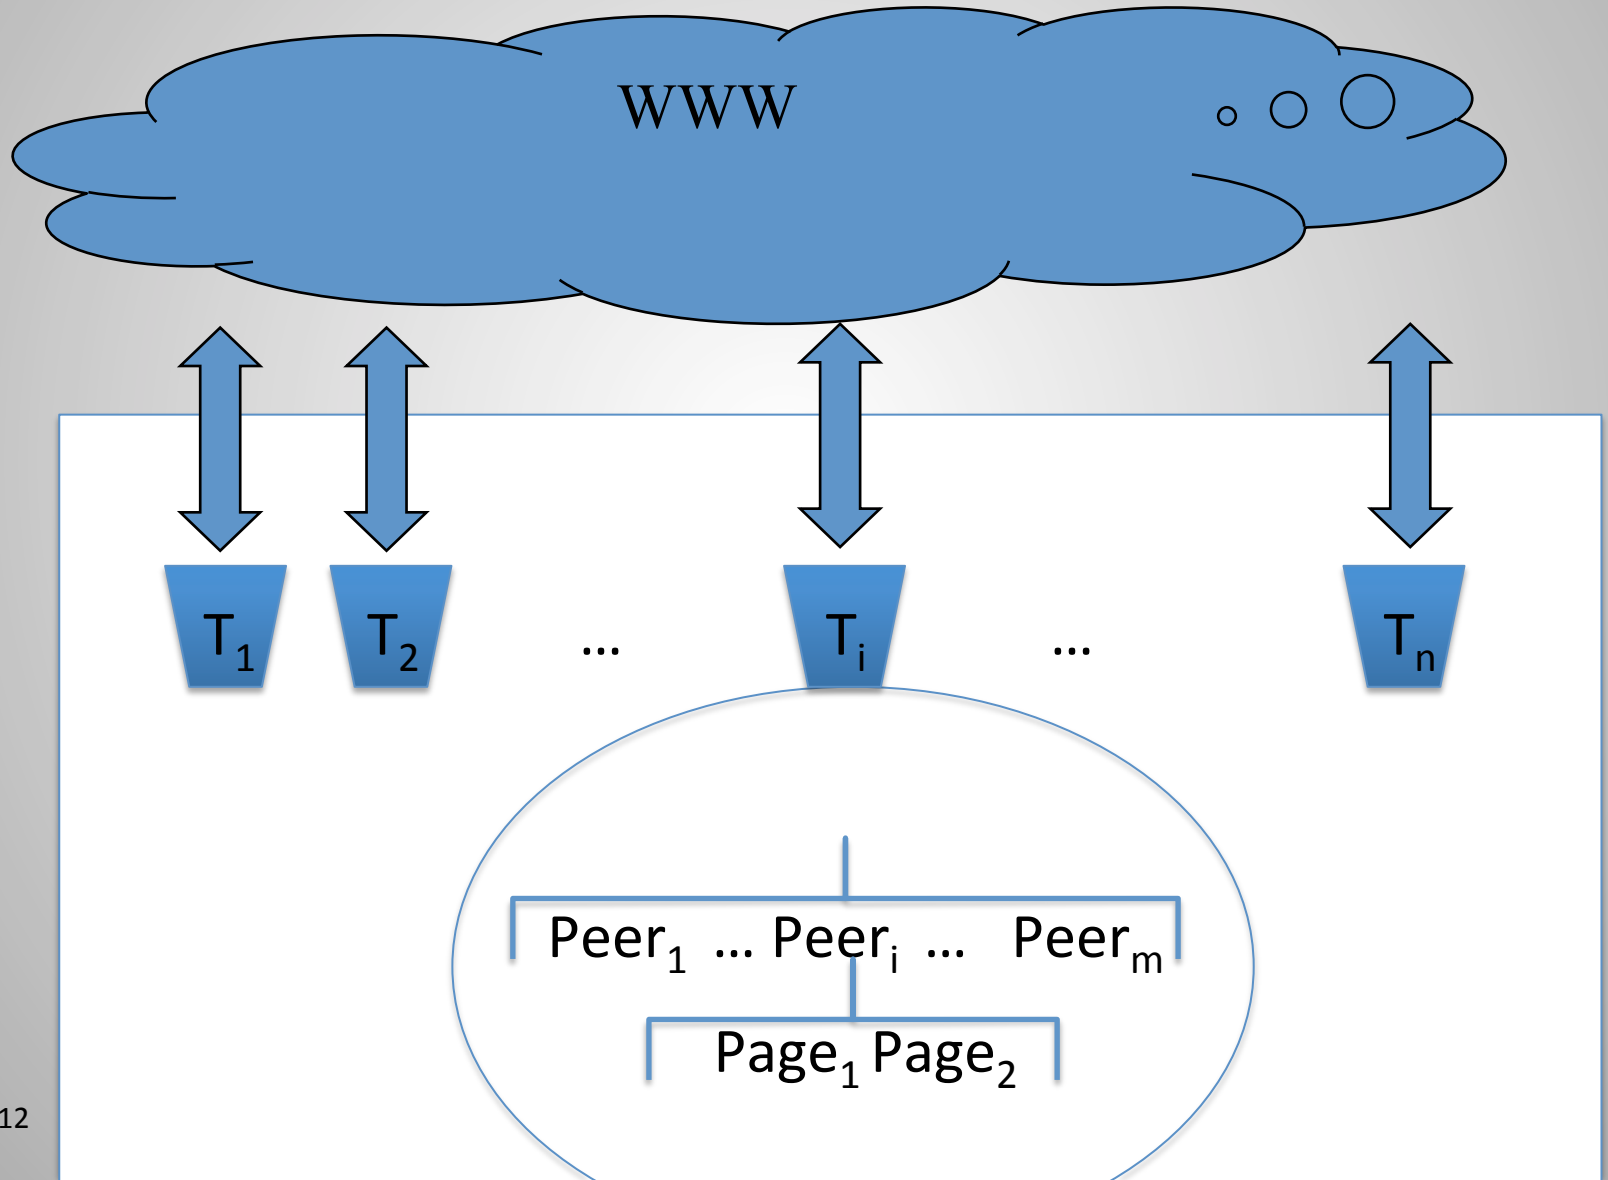 WWW
T₁ T₂ ... Tᵢ ... Tₙ
Peer₁ ... Peerᵢ ... Peerₘ
Page₁ Page₂
12